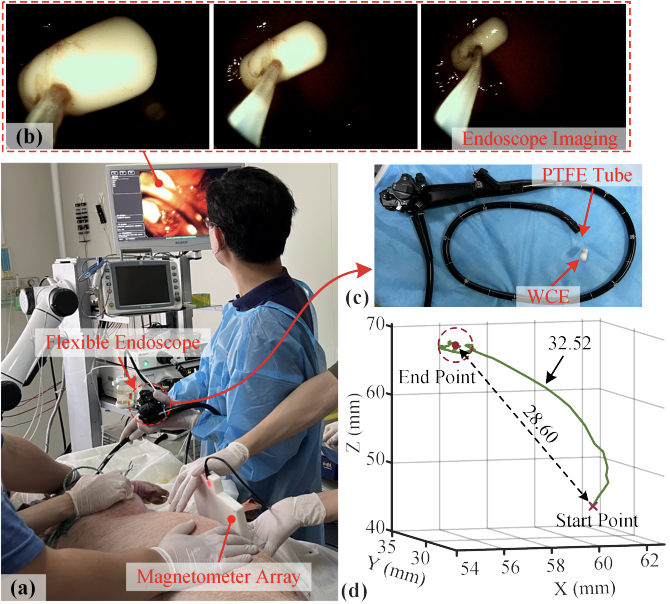 (b)
Endoscope Imaging
Flexible Endoscope
Magnetometer Array
(a)
PTFE Tube
WCE
(c)
70
60
50
40
Z (mm)
End Point
32.52
28.60
Start Point
35
30
54
56
58
60
62
Y (mm)
X (mm)
(d)